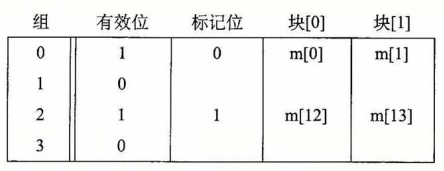 组 有效位 标记位 块[0] 块[1]
0 1 0 m[0] m[1]
1 0
2 1 1 m[12] m[13]
3 0